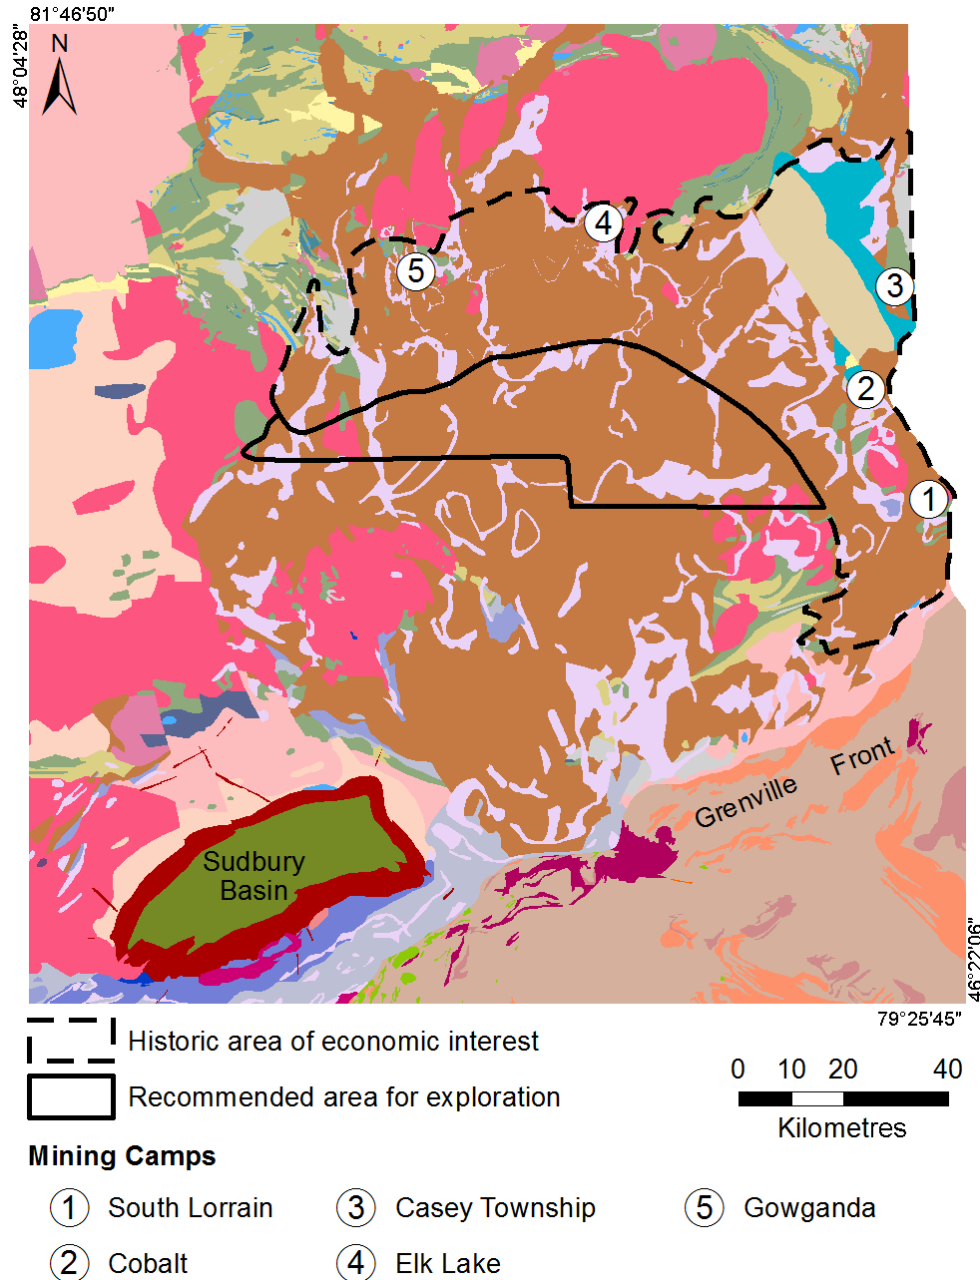 81°46'50"
48°04'28"
N
4
5
3
2
1
Grenville Front
Sudbury
Basin
46°22'06"
79°25'45"
Historic area of economic interest
Recommended area for exploration
0 10 20 40
Kilometres
Mining Camps
1 South Lorrain 3 Casey Township 5 Gowganda
2 Cobalt 4 Elk Lake